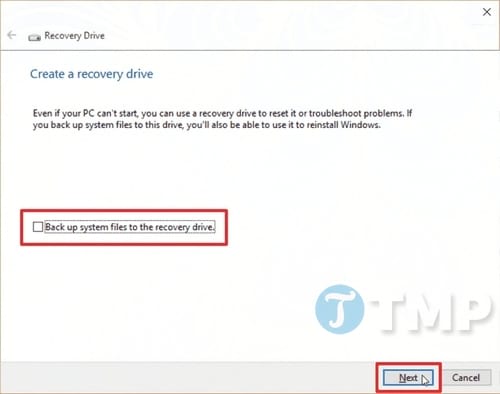 Recovery Drive
Create a recovery drive
Even if your PC can't start, you can use a recovery drive to reset it or troubleshoot problems. If
you back up system files to this drive, you'll also be able to use it to reinstall Windows.
Back up system files to the recovery drive.
T TMP
Next Cancel